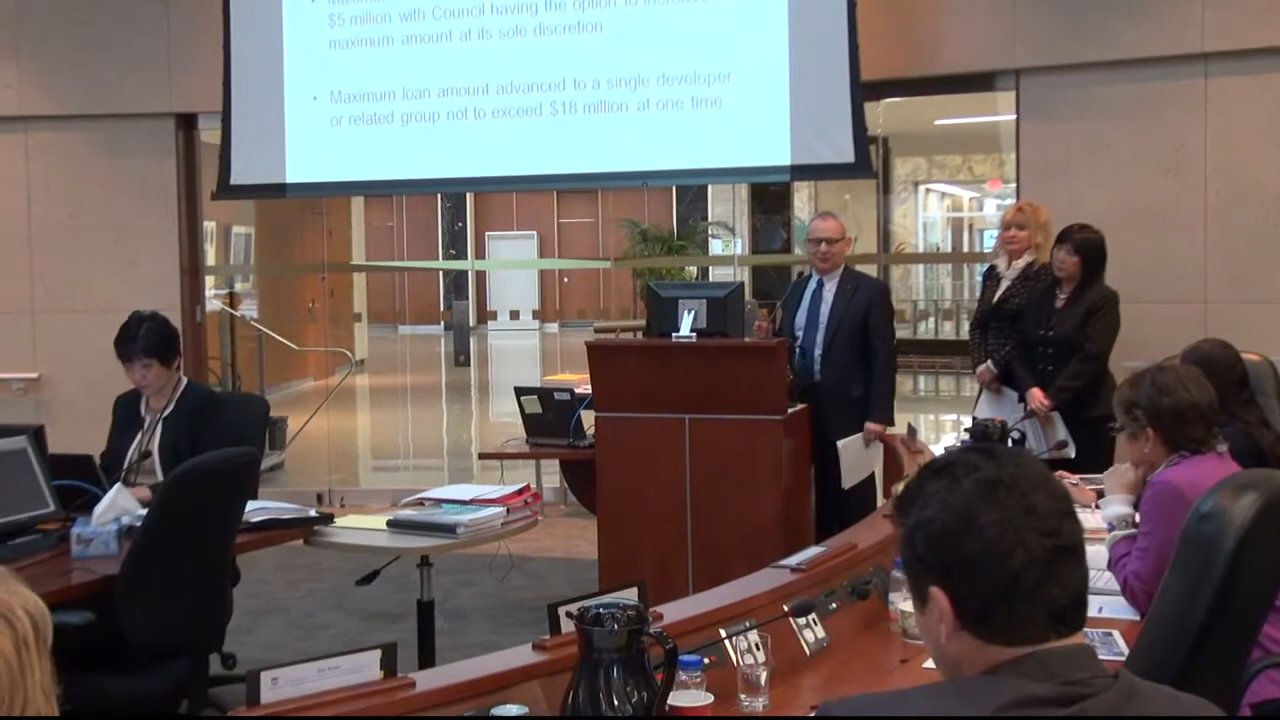 $5 million with Council having the option to increase
maximum amount at its sole discretion
• Maximum loan amount advanced to a single developer
or related group not to exceed $18 million at one time